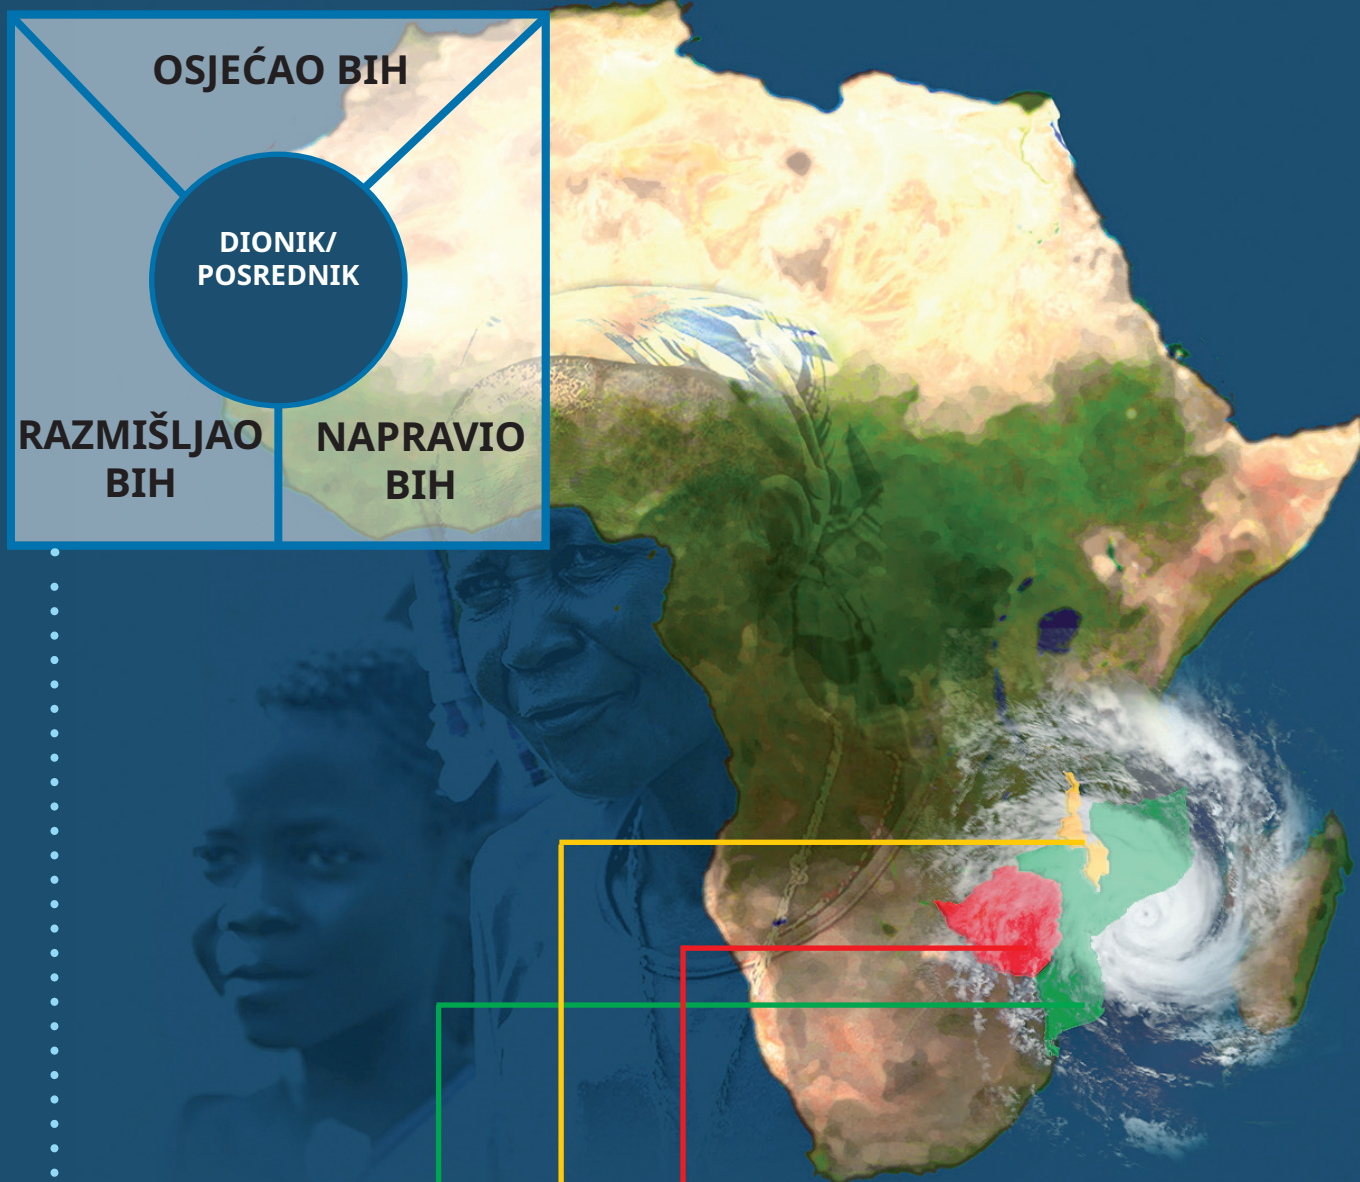 OSJEĆAO BIH
DIONIK/
POSREDNIK
RAZMIŠLJAO
BIH
NAPRAVIO
BIH